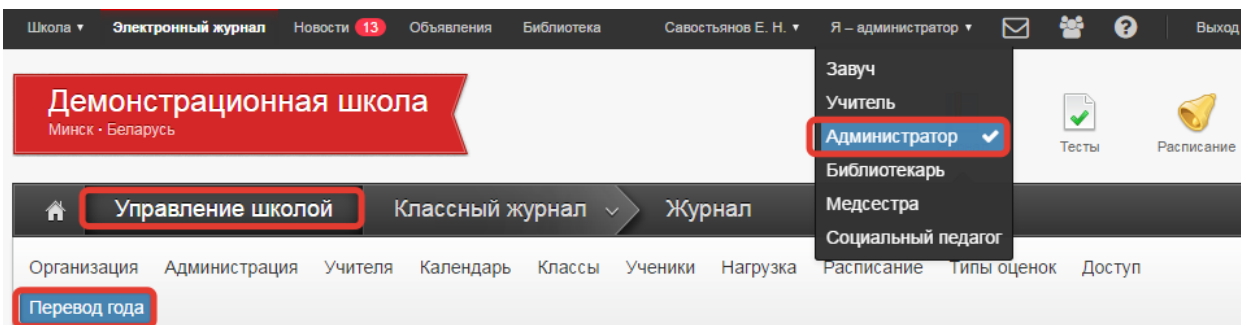 Школа ▾ Электронный журнал Новости 13 Объявления Библиотека Савостьянов Е. Н. ▾ Я – администратор ▾ Выход
Завуч
Учитель
Администратор
Библиотекарь
Медсестра
Социальный педагог
Демонстрационная школа
Минск · Беларусь
Тесты Расписание
Управление школой Классный журнал Журнал
Организация Администрация Учителя Календарь Классы Ученики Нагрузка Расписание Типы оценок Доступ
Перевод года